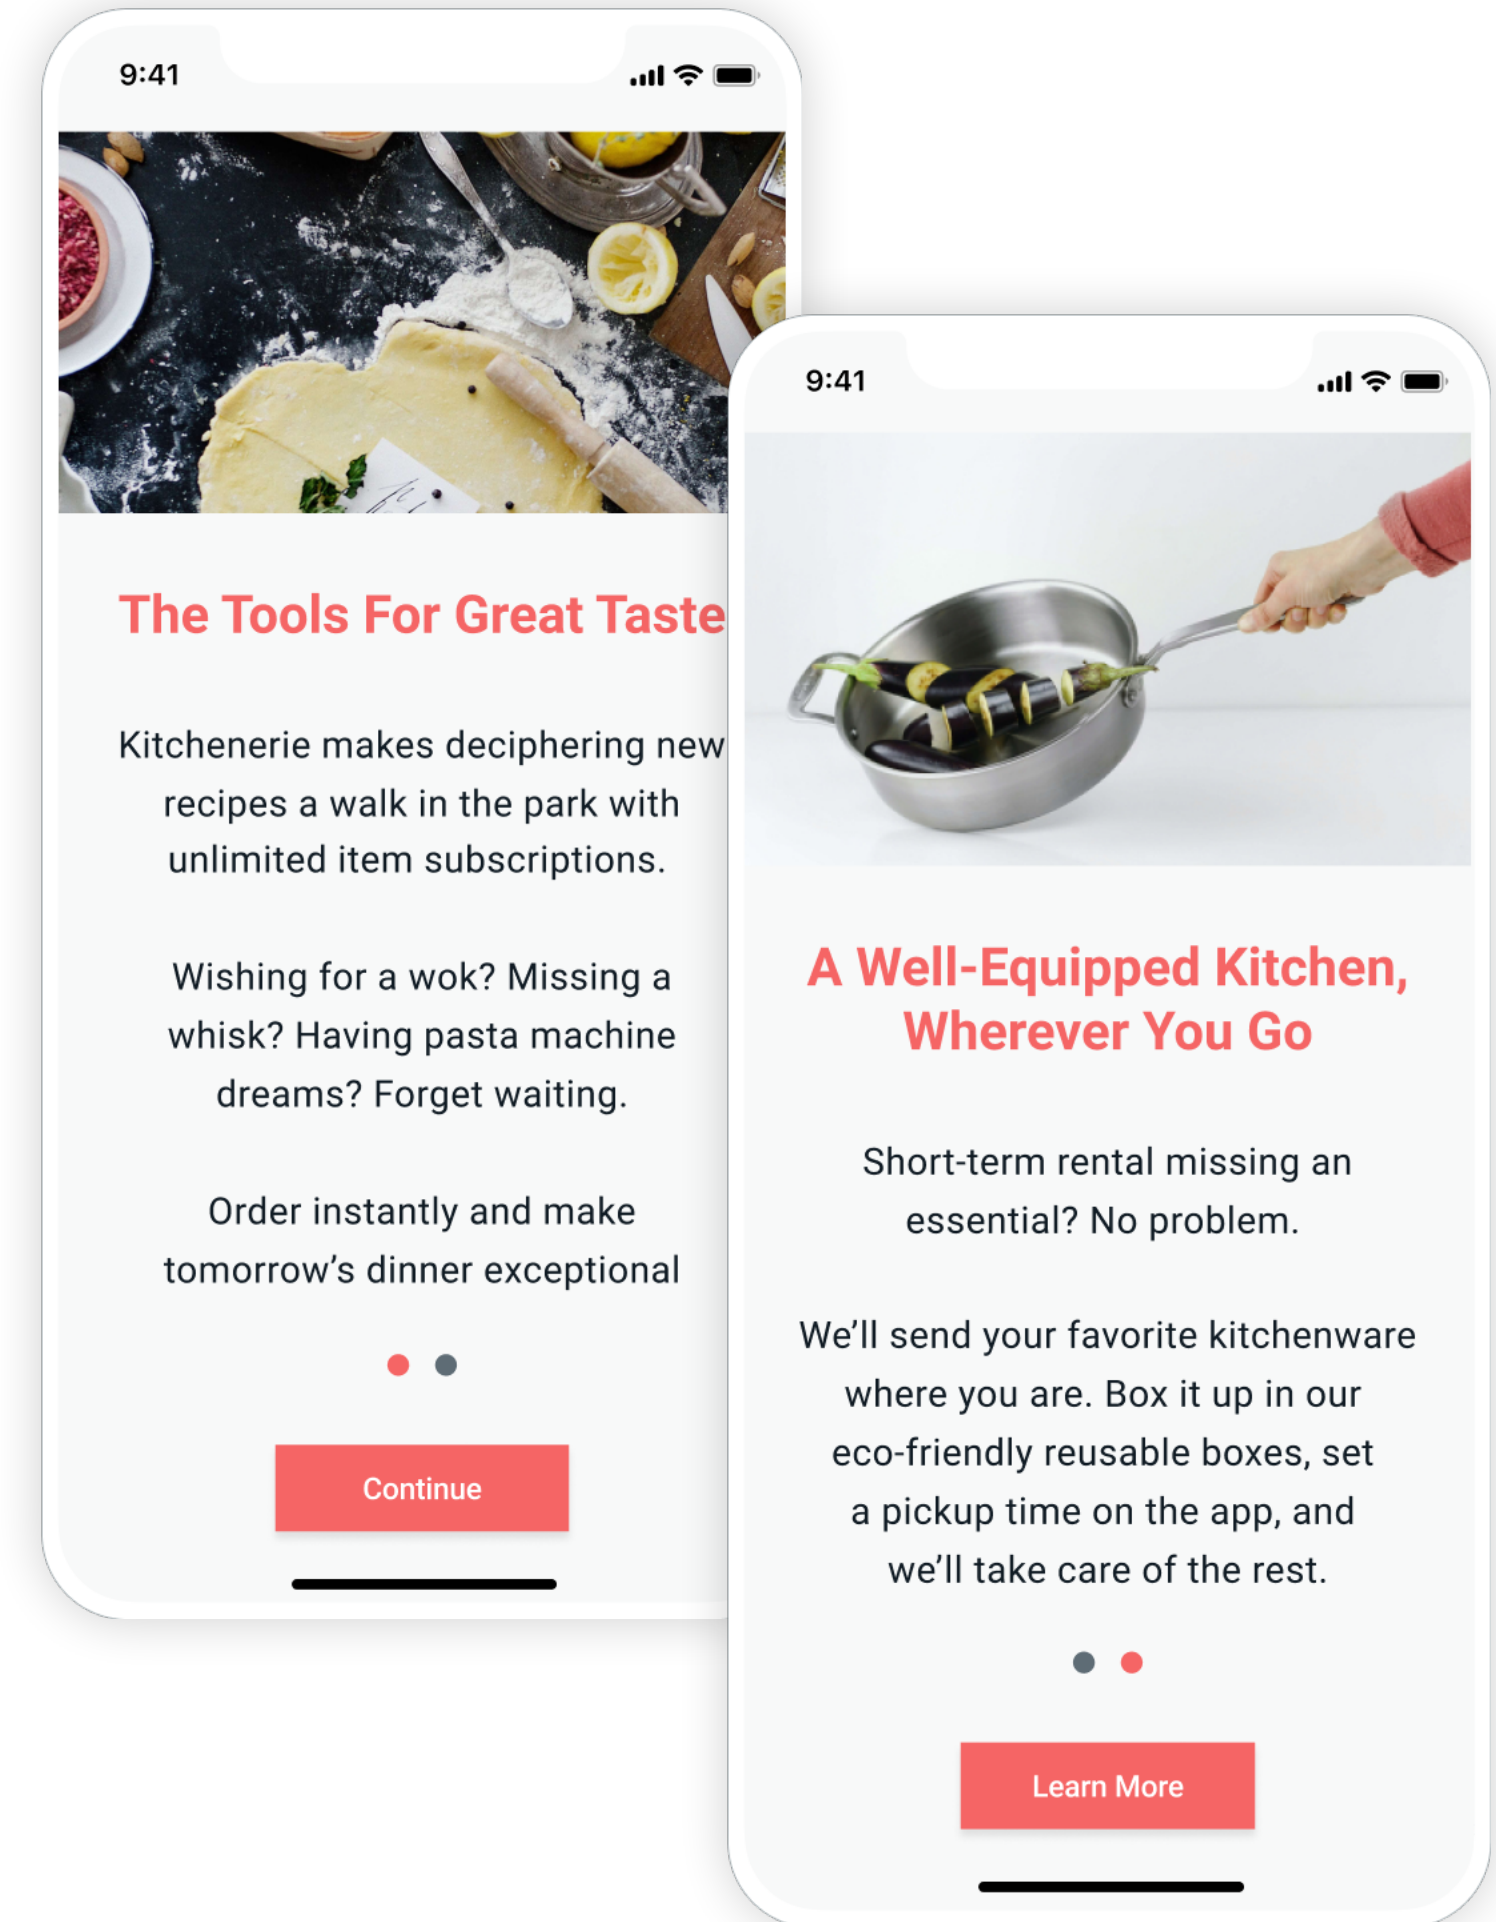 9:41
The Tools For Great Taste
Kitchenerie makes deciphering new
recipes a walk in the park with
unlimited item subscriptions.
Wishing for a wok? Missing a
whisk? Having pasta machine
dreams? Forget waiting.
Order instantly and make
tomorrow’s dinner exceptional
Continue
9:41
A Well-Equipped Kitchen,
Wherever You Go
Short-term rental missing an
essential? No problem.
We’ll send your favorite kitchenware
where you are. Box it up in our
eco-friendly reusable boxes, set
a pickup time on the app, and
we’ll take care of the rest.
Learn More